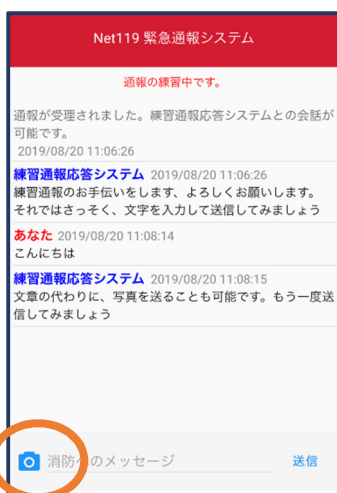 Net119 緊急通報システム
通報の練習中です。
通報が受理されました。練習通報応答システムとの会話が
可能です。
2019/08/20 11:06:26
練習通報応答システム 2019/08/20 11:06:26
練習通報のお手伝いをします、よろしくお願いします。
それではさっそく、文字を入力して送信してみましょう
あなた 2019/08/20 11:08:14
こんにちは
練習通報応答システム 2019/08/20 11:08:15
文章の代わりに、写真を送ることも可能です。もう一度送
信してみましょう
消防へのメッセージ 送信